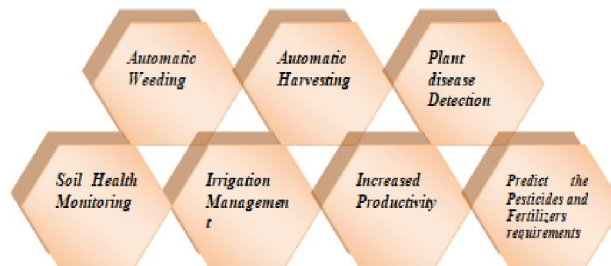 Automatic
Weeding
Automatic
Harvesting
Plant
disease
Detection
Soil Health
Monitoring
Irrigation
Managemen
t
Increased
Productivity
Predict the
Pesticides and
Fertilizers
requirements